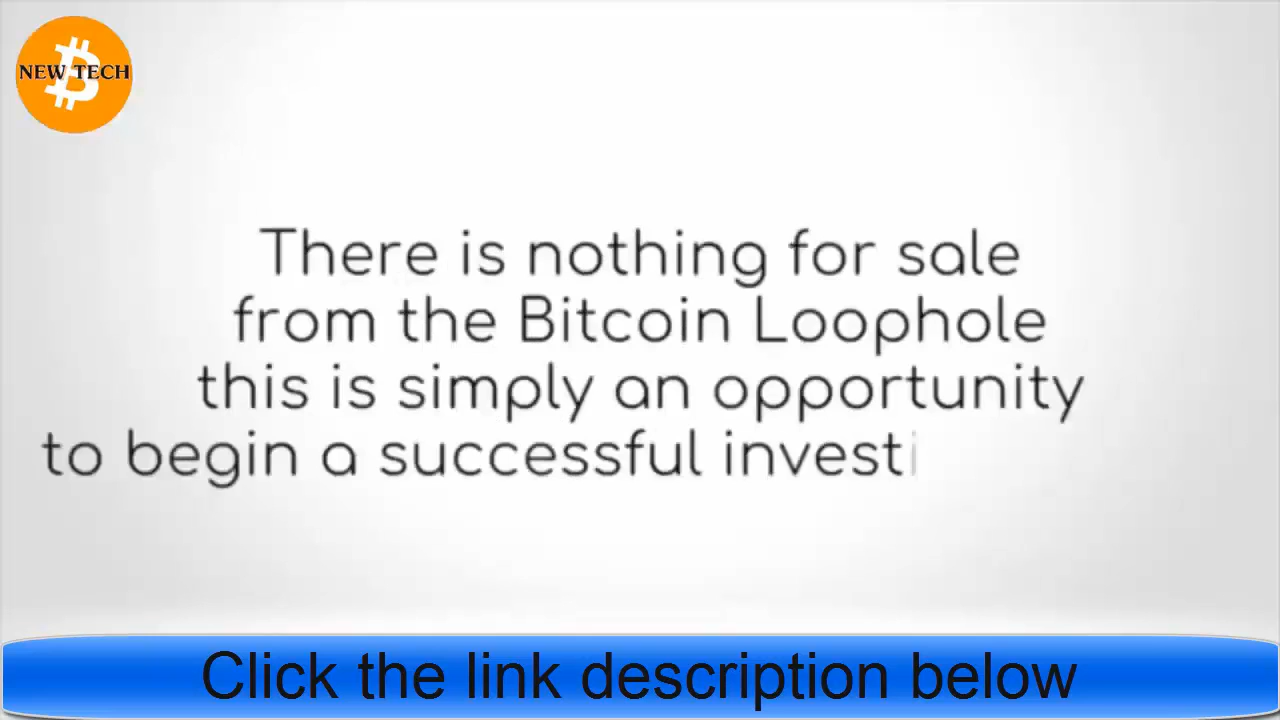 NEW TECH
There is nothing for sale
from the Bitcoin Loophole
this is simply an opportunity
to begin a successful investi
Click the link description below